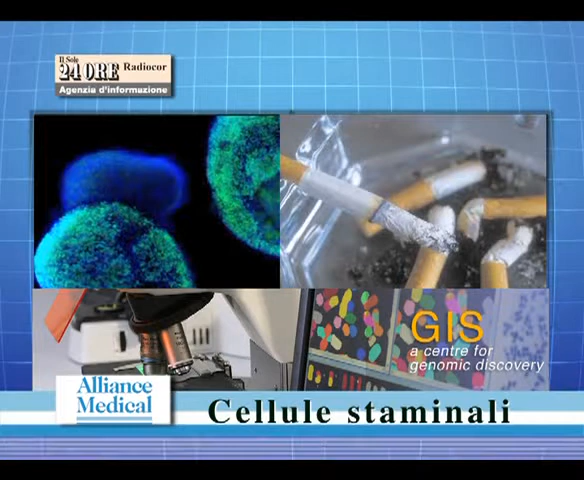 Il Sole
24 ORE Radiocor
Agenzia d'informazione
GIS
a centre for
genomic discovery
Alliance
Medical
Cellule staminali